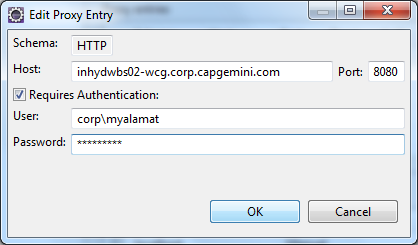 Edit Proxy Entry
Schema: HTTP
Host: inhydwbs02-wcg.corp.capgemini.com Port: 8080
Requires Authentication:
User: corp\myalamat
Password: *********
OK Cancel